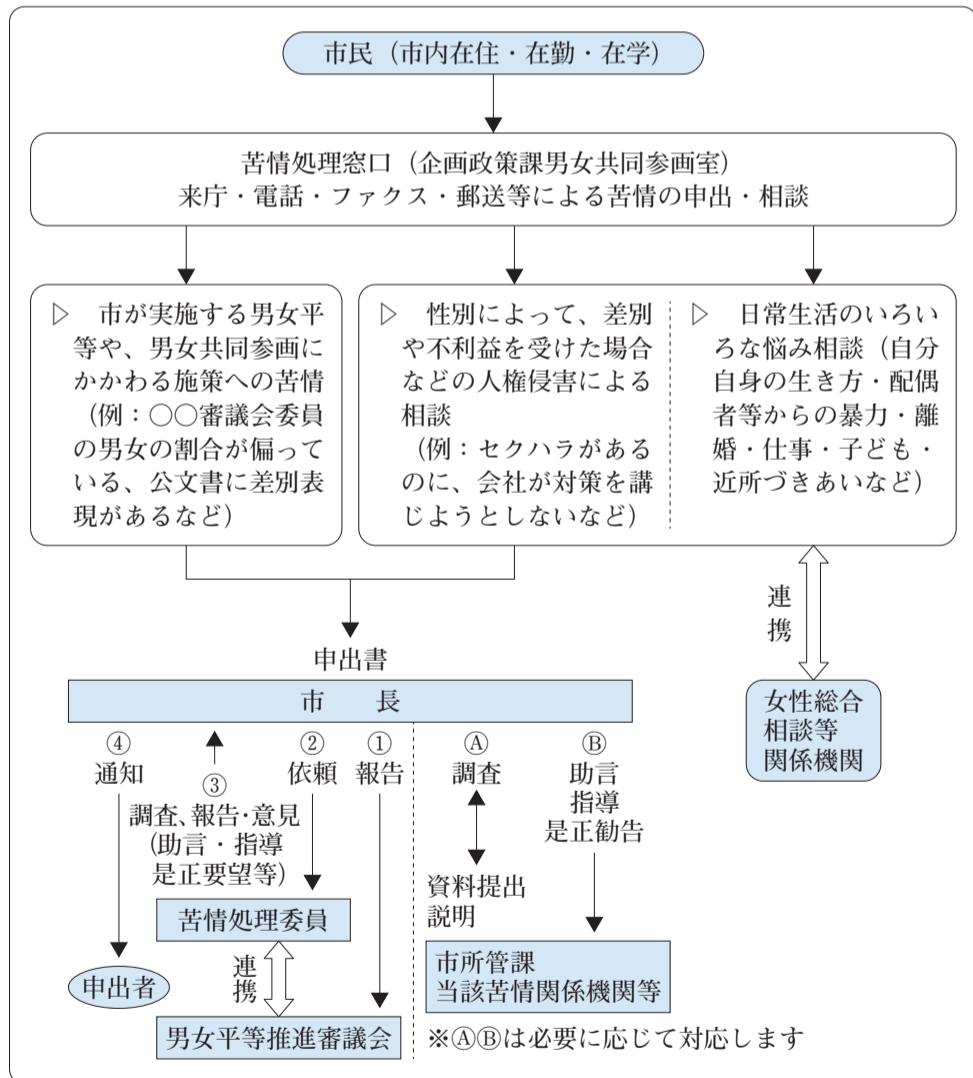 市民（市内在住・在勤・在学）
苦情処理窓口（企画政策課男女共同参画室）
来庁・電話・ファクス・郵送等による苦情の申出・相談
▷　市が実施する男女平
等や、男女共同参画に
かかわる施策への苦情
（例：○○審議会委員
の男女の割合が偏って
いる、公文書に差別表
現があるなど）
▷　性別によって、差別
や不利益を受けた場合
などの人権侵害による
相談
（例：セクハラがある
のに、会社が対策を講
じようとしないなど）
▷　日常生活のいろい
ろな悩み相談（自分
自身の生き方・配偶
者等からの暴力・離
婚・仕事・子ども・
近所づきあいなど）
連携
女性総合
相談等
関係機関
申出書
市　　長
④
通知
③
調査、報告・意見
（助言・指導
是正要望等）
②
依頼
①
報告
Ⓐ
調査
資料提出
説明
Ⓑ
助言
指導
是正勧告
苦情処理委員
連携
申出者
男女平等推進審議会
市所管課
当該苦情関係機関等
※ⒶⒷは必要に応じて対応します